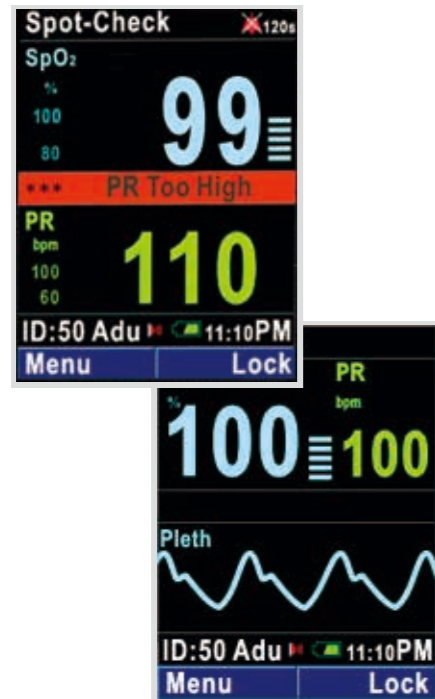 Spot-Check 120s
SpO₂
%
100
80
99
*** PR Too High
PR
bpm
100
60
110
ID:50 Adu 11:10PM
Menu Lock
PR
% bpm
100 100
Pleth
ID:50 Adu 11:10PM
Menu Lock